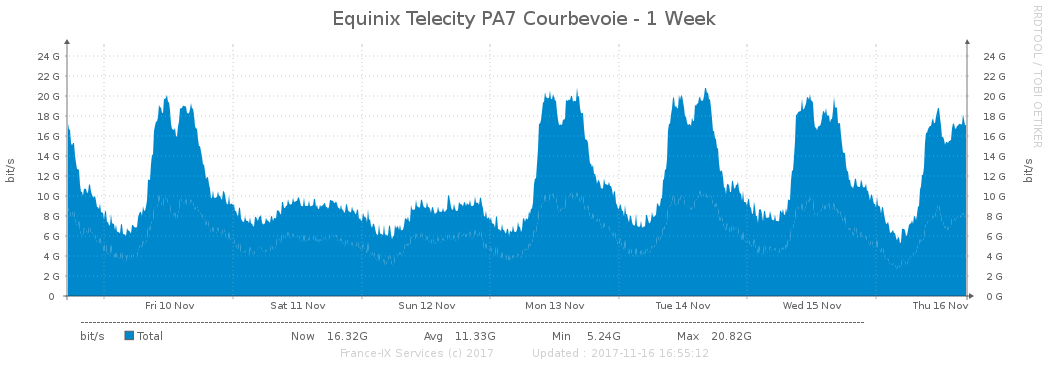 Equinix Telecity PA7 Courbevoie - 1 Week
RRDTOOL / TOBI OETIKER
bit/s
24 G 24 G
22 G 22 G
20 G 20 G
18 G 18 G
16 G 16 G
14 G 14 G
12 G 12 G
10 G 10 G
8 G 8 G
6 G 6 G
4 G 4 G
2 G 2 G
0 0 G
bit/s
Fri 10 Nov Sat 11 Nov Sun 12 Nov Mon 13 Nov Tue 14 Nov Wed 15 Nov Thu 16 Nov
bit/s Total Now 16.32G Avg 11.33G Min 5.24G Max 20.82G
France-IX Services (c) 2017 Updated : 2017-11-16 16:55:12